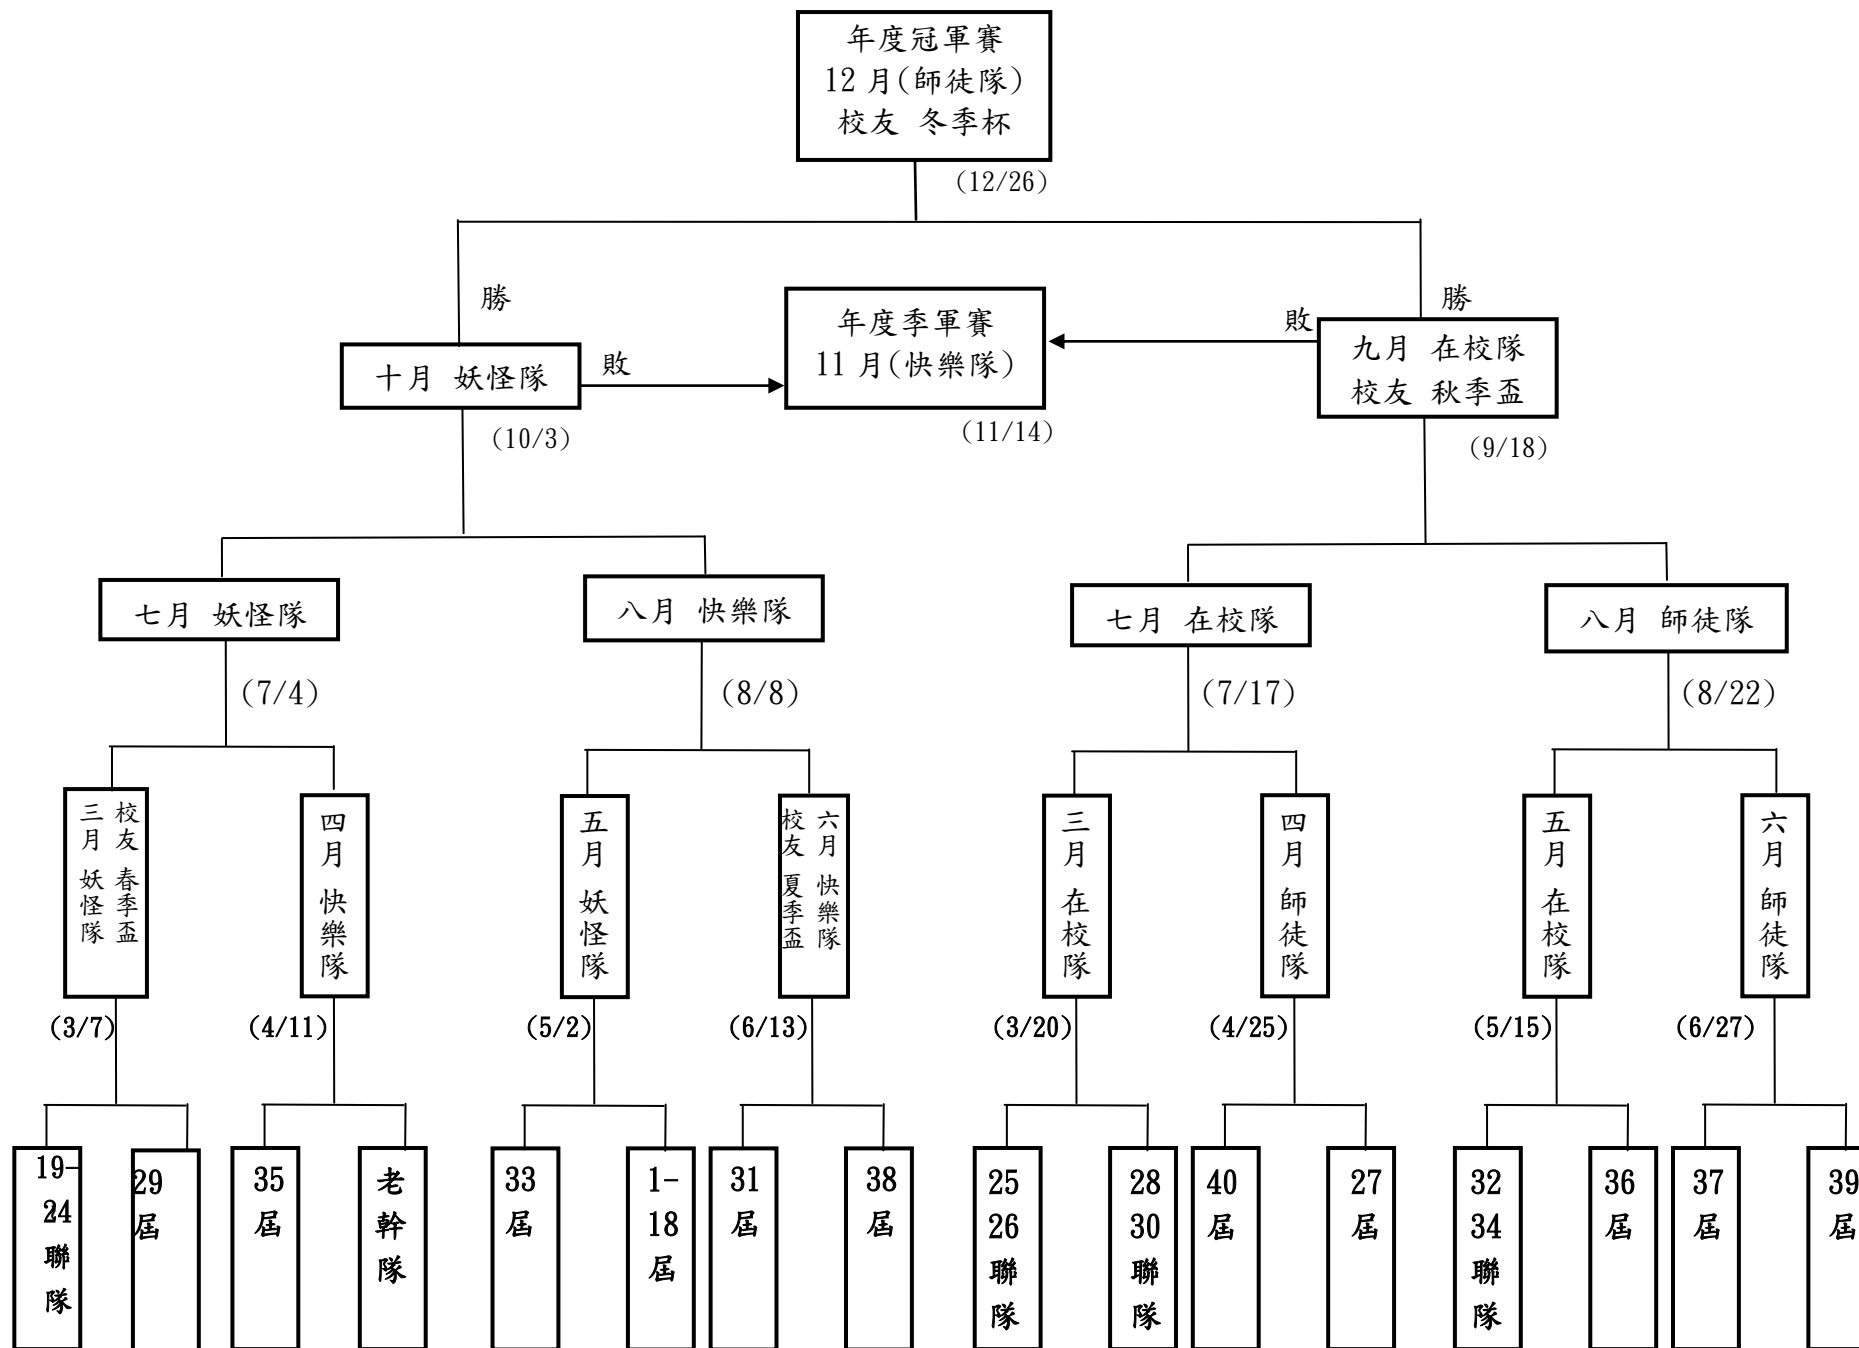 年度冠軍賽
12 月(師徒隊)
校友 冬季杯
(12/26)
勝
勝
年度季軍賽
11 月(快樂隊)
敗
敗
十月 妖怪隊
九月 在校隊
校友 秋季盃
(10/3)
(11/14)
(9/18)
七月 妖怪隊
八月 快樂隊
七月 在校隊
八月 師徒隊
(7/4)
(8/8)
(7/17)
(8/22)
校友 春季盃
三月 妖怪隊
四月 快樂隊
五月 妖怪隊
六月 快樂隊
校友 夏季盃
三月 在校隊
四月 師徒隊
五月 在校隊
六月 師徒隊
(3/7)
(4/11)
(5/2)
(6/13)
(3/20)
(4/25)
(5/15)
(6/27)
19-
24
聯
隊
29
屆
35
屆
老
幹
隊
33
屆
1-
18
屆
31
屆
38
屆
25
26
聯
隊
28
30
聯
隊
40
屆
27
屆
32
34
聯
隊
36
屆
37
屆
39
屆